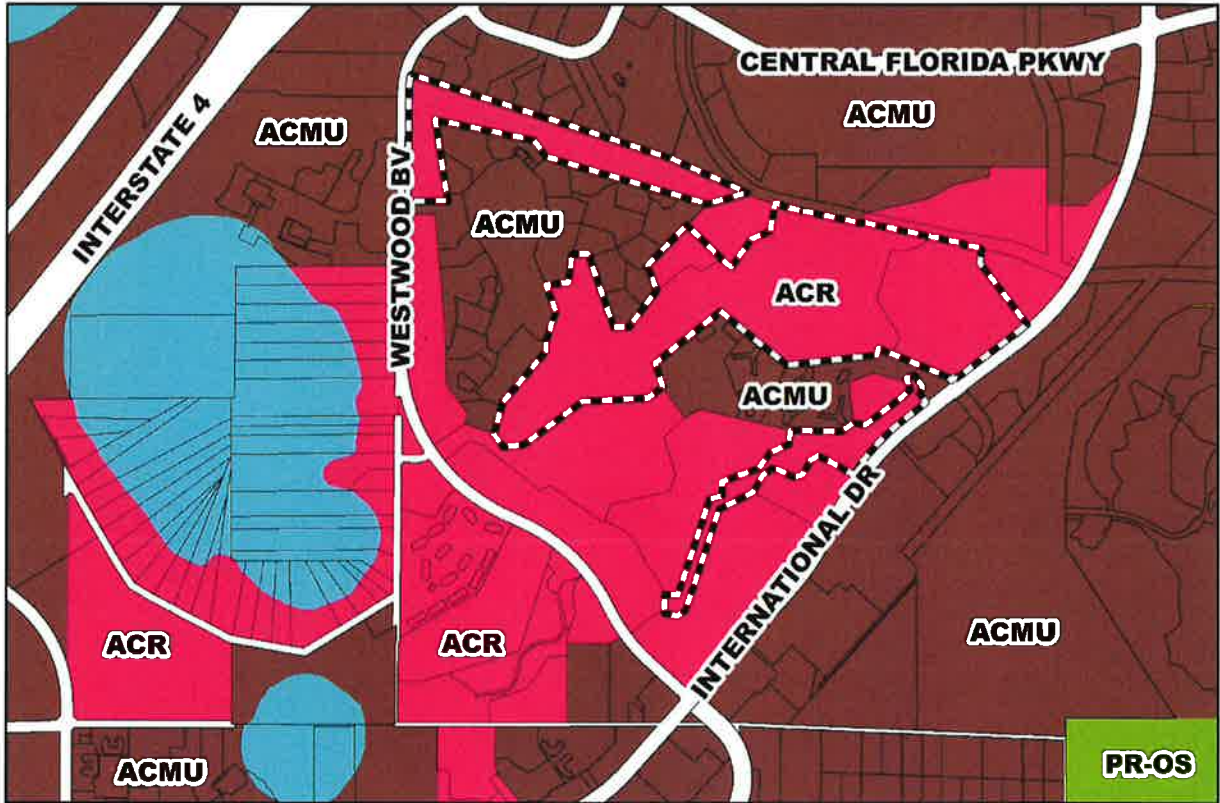 CENTRAL FLORIDA PKWY
ACMU
ACMU
INTERSTATE 4
WESTWOOD BV
ACMU
ACR
ACMU
INTERNATIONAL DR
ACR
ACR
ACMU
ACMU
PR-OS